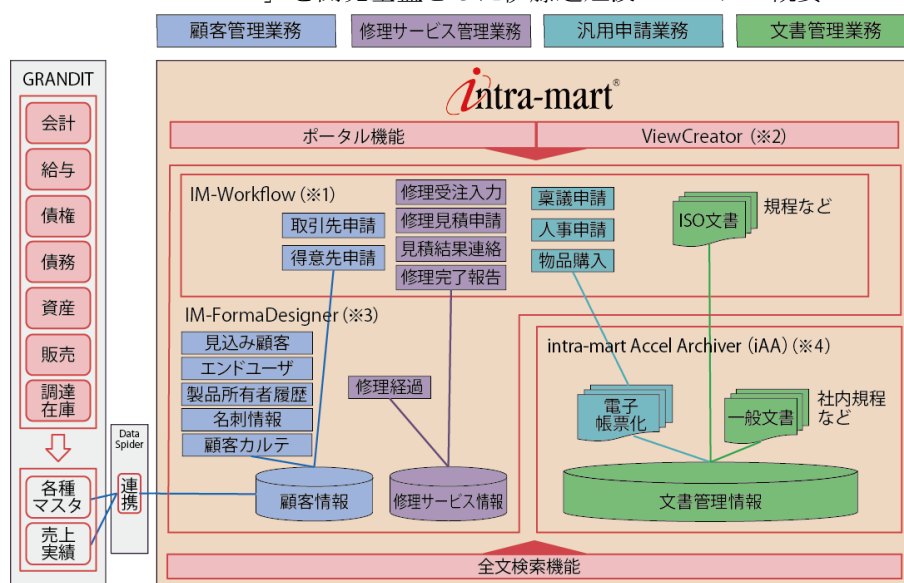 顧客管理業務
修理サービス管理業務
汎用申請業務
文書管理業務
GRANDIT
会計
給与
債権
債務
資産
販売
調達
在庫
各種
マスタ
売上
実績
Data
Spider
連携
intra-mart®
ポータル機能
ViewCreator (※2)
IM-Workflow (※1)
取引先申請
得意先申請
修理受注入力
修理見積申請
見積結果連絡
修理完了報告
稟議申請
人事申請
物品購入
ISO文書
規程など
IM-FormaDesigner (※3)
見込み顧客
エンドユーザ
製品所有者履歴
名刺情報
顧客カルテ
修理経過
顧客情報
修理サービス情報
intra-mart Accel Archiver (iAA) (※4)
電子
帳票化
一般文書
社内規程
など
文書管理情報
全文検索機能